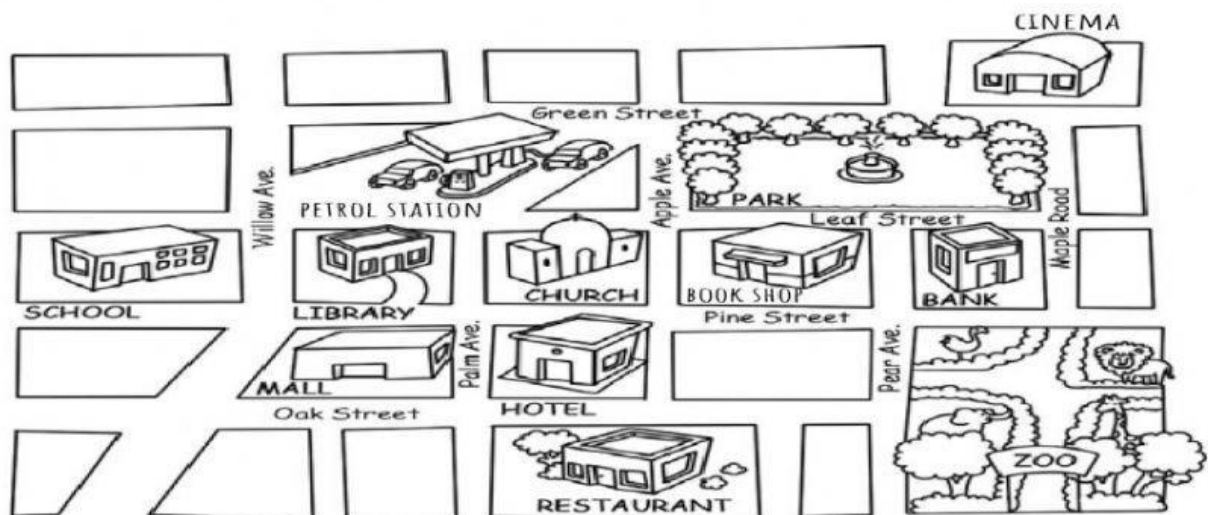 CINEMA
Green Street
Willow Ave.
PETROL STATION
Apple Ave.
PARK
Leaf Street
Maple Road
SCHOOL
LIBRARY
CHURCH
BOOK SHOP
BANK
Pine Street
MALL
Palm Ave.
HOTEL
Pear Ave.
Oak Street
ZOO
RESTAURANT